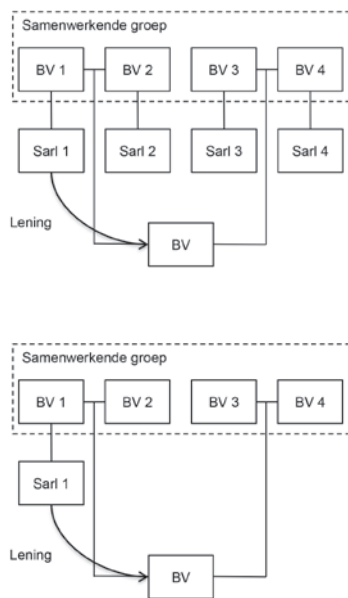 Samenwerkende groep
BV 1 BV 2 BV 3 BV 4
Sarl 1 Sarl 2 Sarl 3 Sarl 4
Lening
BV
Samenwerkende groep
BV 1 BV 2 BV 3 BV 4
Sarl 1
Lening
BV